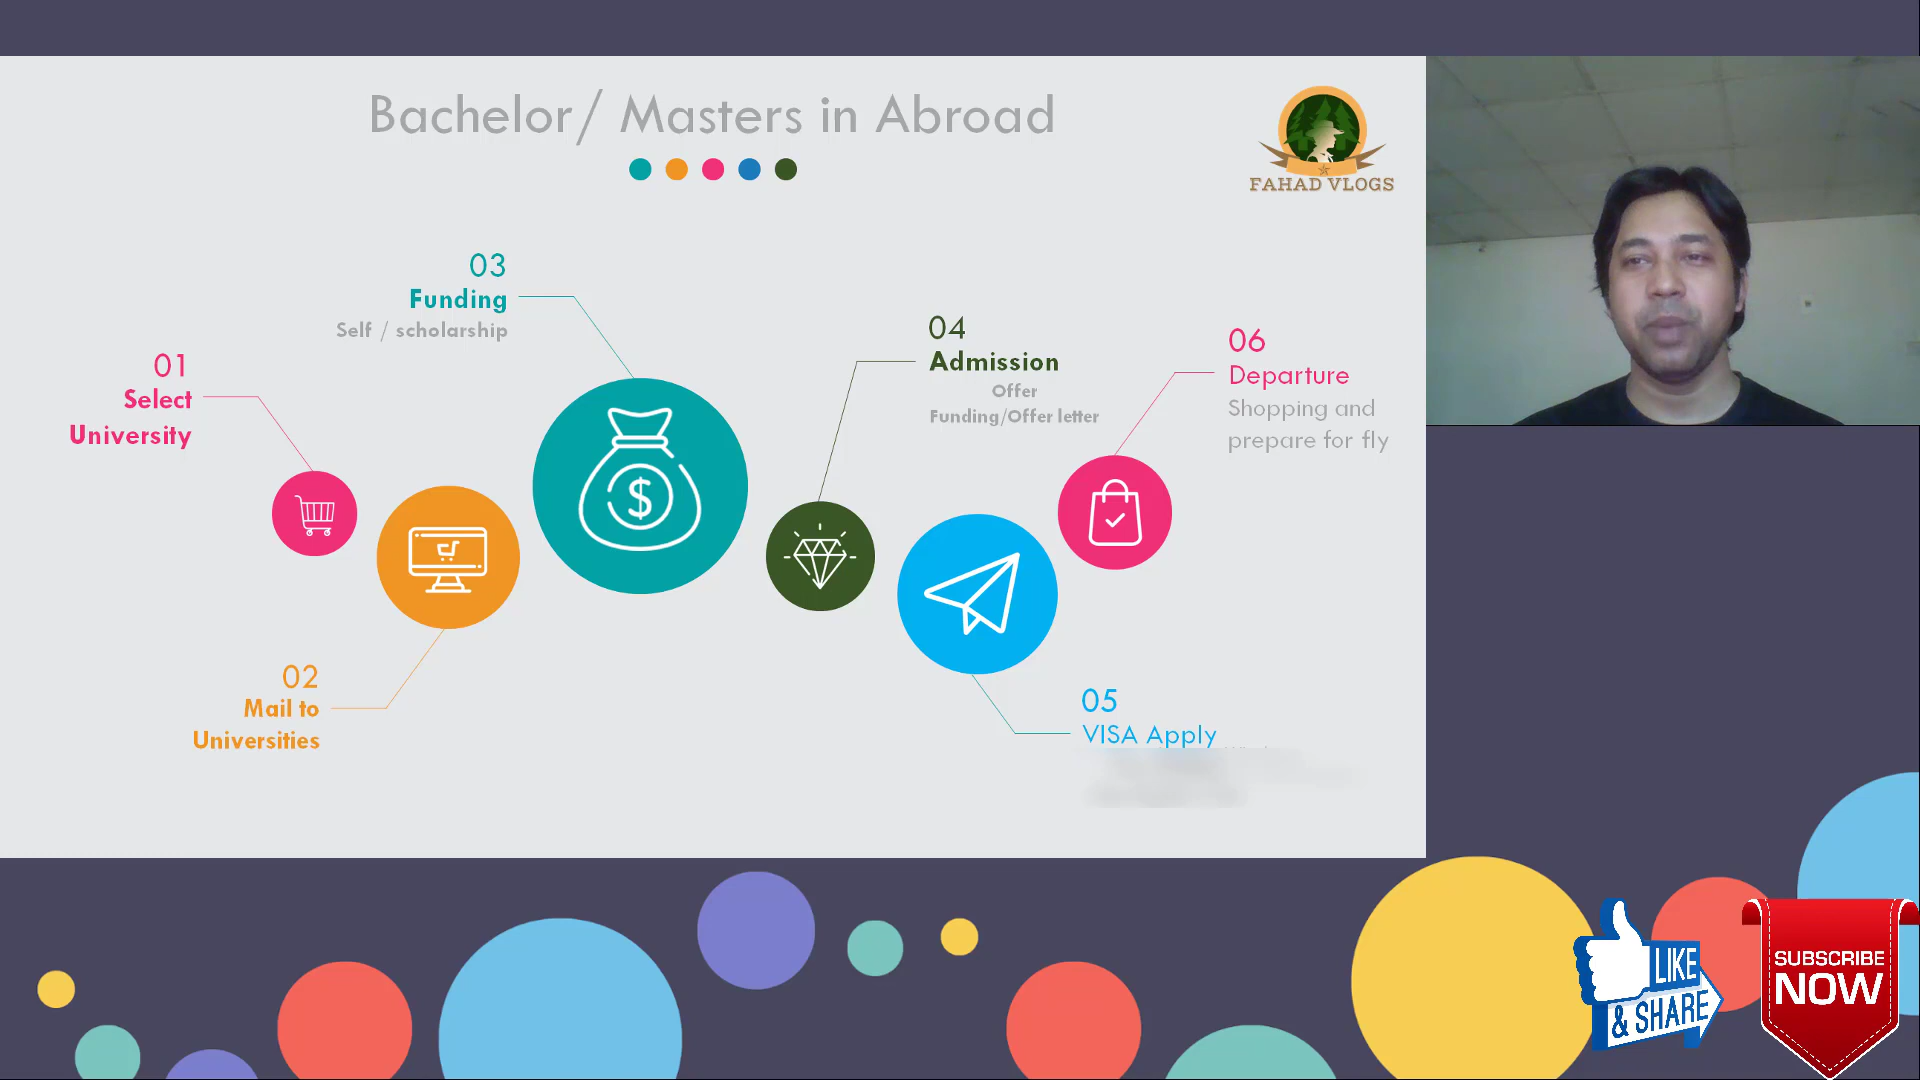 Bachelor/ Masters in Abroad
FAHAD VLOGS
01
Select
University
02
Mail to
Universities
03
Funding
Self / scholarship
$
04
Admission
Offer
Funding/Offer letter
05
VISA Apply
06
Departure
Shopping and
prepare for fly
LIKE
& SHARE
SUBSCRIBE
NOW